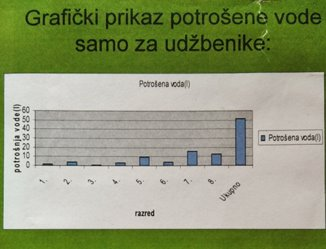 Grafički prikaz potrošene vode
samo za udžbenike:
Potrošena voda(l)
potrošnja vode(l)
60
50
40
30
20
10
0
1.
2.
3.
4.
5.
6.
7.
8.
Ukupno
razred
Potrošena voda(l)